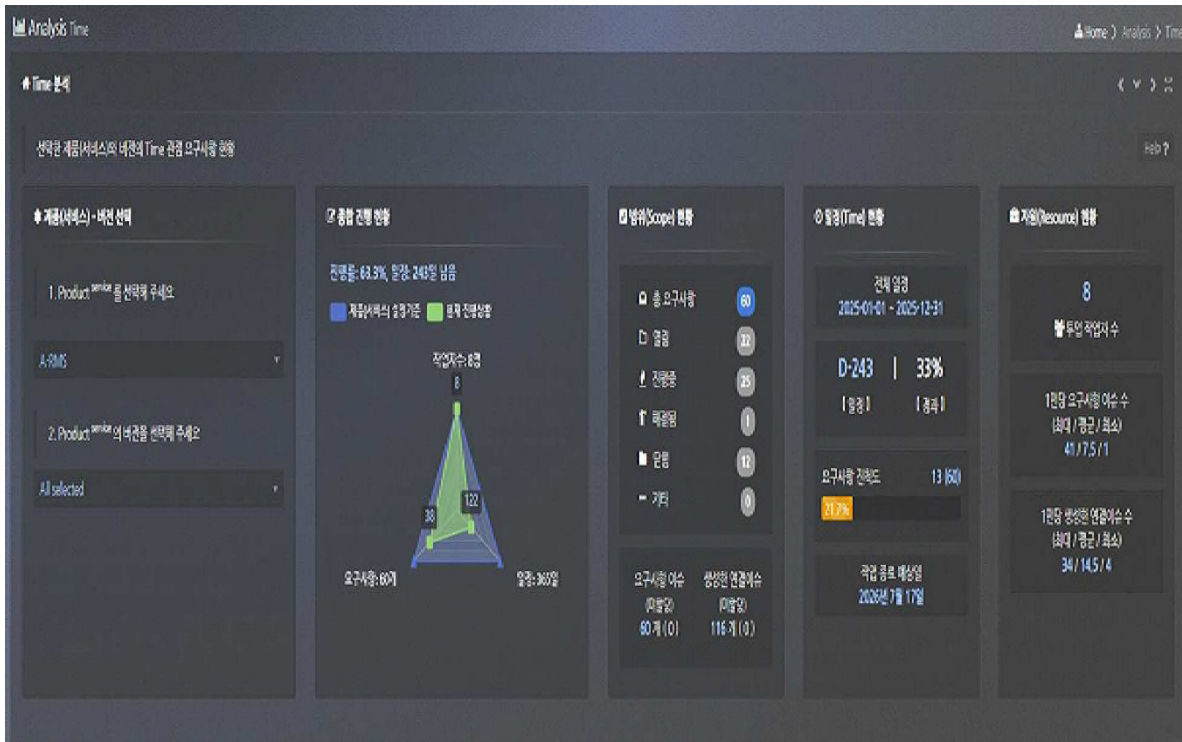 Analysis Time
Home > Analysis > Time
Time 분석
선택한 제품(서비스)의 버전의 Time 관점 요구사항 현황
Help ?
제품(서비스) - 버전 선택
1. Product service 를 선택해 주세요
A-RMS
2. Product service 의 버전을 선택해 주세요
All selected
종합 진행 현황
진행률: 63.3%, 일정: 243일 남음
제품(서비스) 설정기준
현재 진행상황
작업자수: 8명
8
38
122
요구사항: 60개
일정: 365일
범위(Scope) 현황
총 요구사항 60
열림 22
진행중 25
해결됨 1
닫힘 12
기타 0
요구사항 이슈 생성한 연결이슈
(미할당) (미할당)
60 개 ( 0 ) 116 개 ( 0 )
일정(Time) 현황
전체 일정
2025-01-01 ~ 2025-12-31
D-243 | 33%
[ 일정 ] [ 경과 ]
요구사항 진척도 13 (60)
21.7%
작업 종료 예상일
2026년 7월 17일
자원(Resource) 현황
8
투입 작업자 수
1인당 요구사항 이슈 수
(최대 / 평균 / 최소)
41 / 7.5 / 1
1인당 생성한 연결이슈 수
(최대 / 평균 / 최소)
34 / 14.5 / 4